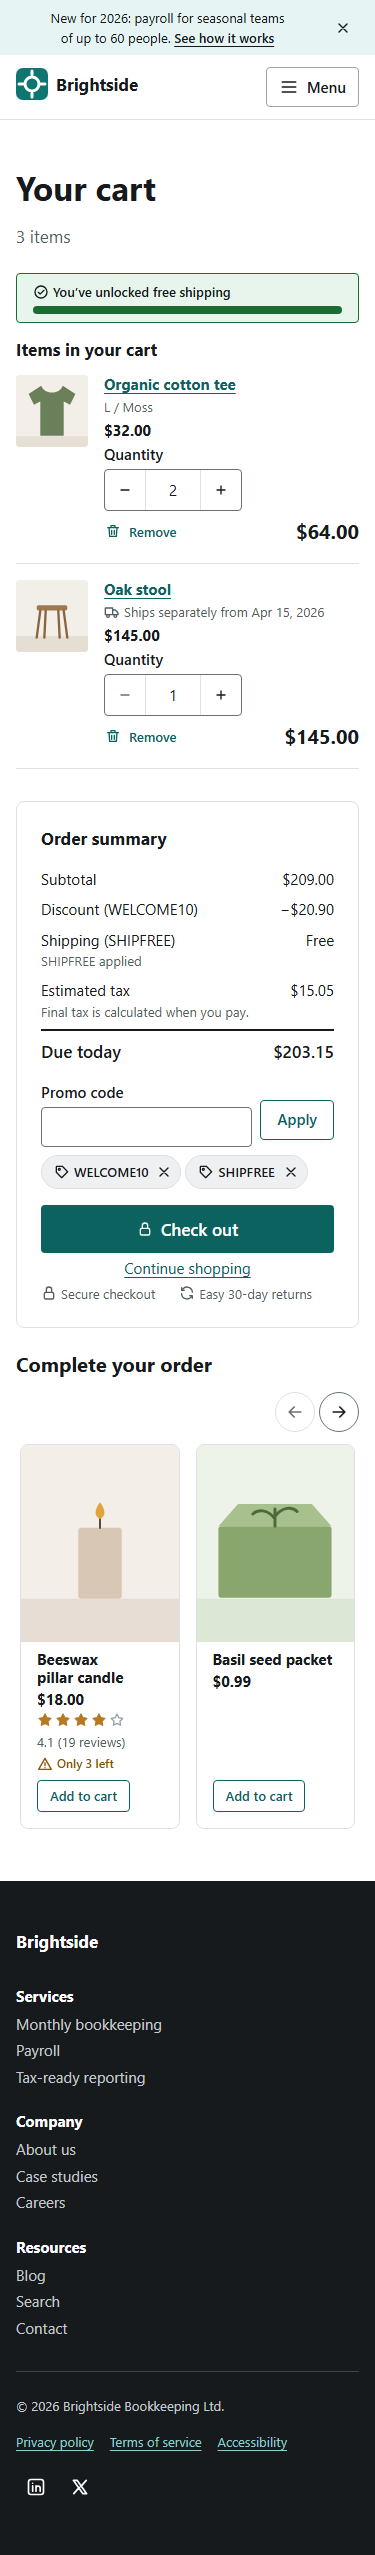 New for 2026: payroll for seasonal teams
of up to 60 people. See how it works
Brightside
Menu
Your cart
3 items
You've unlocked free shipping
Items in your cart
Organic cotton tee
L / Moss
$32.00
Quantity
2
Remove
$64.00
Oak stool
Ships separately from Apr 15, 2026
$145.00
Quantity
1
Remove
$145.00
Order summary
Subtotal $209.00
Discount (WELCOME10) −$20.90
Shipping (SHIPFREE) Free
SHIPFREE applied
Estimated tax $15.05
Final tax is calculated when you pay.
Due today $203.15
Promo code
Apply
WELCOME10
SHIPFREE
Check out
Continue shopping
Secure checkout
Easy 30-day returns
Complete your order
Beeswax
pillar candle
$18.00
4.1 (19 reviews)
Only 3 left
Add to cart
Basil seed packet
$0.99
Add to cart
Brightside
Services
Monthly bookkeeping
Payroll
Tax-ready reporting
Company
About us
Case studies
Careers
Resources
Blog
Search
Contact
© 2026 Brightside Bookkeeping Ltd.
Privacy policy Terms of service Accessibility